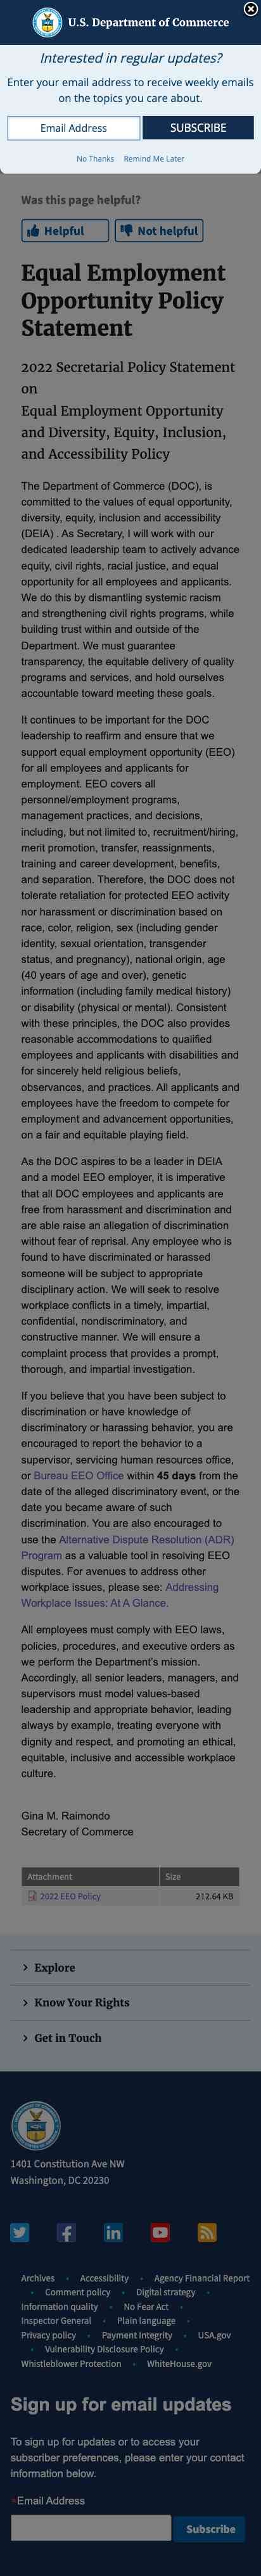 U.S. Department of Commerce
Interested in regular updates?
Enter your email address to receive weekly emails
on the topics you care about.
Email Address
SUBSCRIBE
No Thanks Remind Me Later
Was this page helpful?
Helpful
Not helpful
Equal Employment
Opportunity Policy
Statement
2022 Secretarial Policy Statement
on
Equal Employment Opportunity
and Diversity, Equity, Inclusion,
and Accessibility Policy
The Department of Commerce (DOC), is
committed to the values of equal opportunity,
diversity, equity, inclusion and accessibility
(DEIA) . As Secretary, I will work with our
dedicated leadership team to actively advance
equity, civil rights, racial justice, and equal
opportunity for all employees and applicants.
We do this by dismantling systemic racism
and strengthening civil rights programs, while
building trust within and outside of the
Department. We must guarantee
transparency, the equitable delivery of quality
programs and services, and hold ourselves
accountable toward meeting these goals.
It continues to be important for the DOC
leadership to reaffirm and ensure that we
support equal employment opportunity (EEO)
for all employees and applicants for
employment. EEO covers all
personnel/employment programs,
management practices, and decisions,
including, but not limited to, recruitment/hiring,
merit promotion, transfer, reassignments,
training and career development, benefits,
and separation. Therefore, the DOC does not
tolerate retaliation for protected EEO activity
nor harassment or discrimination based on
race, color, religion, sex (including gender
identity, sexual orientation, transgender
status, and pregnancy), national origin, age
(40 years of age and over), genetic
information (including family medical history)
or disability (physical or mental). Consistent
with these principles, the DOC also provides
reasonable accommodations to qualified
employees and applicants with disabilities and
for sincerely held religious beliefs,
observances, and practices. All applicants and
employees have the freedom to compete for
employment and advancement opportunities,
on a fair and equitable playing field.
As the DOC aspires to be a leader in DEIA
and a model EEO employer, it is imperative
that all DOC employees and applicants are
free from harassment and discrimination and
are able raise an allegation of discrimination
without fear of reprisal. Any employee who is
found to have discriminated or harassed
someone will be subject to appropriate
disciplinary action. We will seek to resolve
workplace conflicts in a timely, impartial,
confidential, nondiscriminatory, and
constructive manner. We will ensure a
complaint process that provides a prompt,
thorough, and impartial investigation.
If you believe that you have been subject to
discrimination or have knowledge of
discriminatory or harassing behavior, you are
encouraged to report the behavior to a
supervisor, servicing human resources office,
or Bureau EEO Office within 45 days from the
date of the alleged discriminatory event, or the
date you became aware of such
discrimination. You are also encouraged to
use the Alternative Dispute Resolution (ADR)
Program as a valuable tool in resolving EEO
disputes. For avenues to address other
workplace issues, please see: Addressing
Workplace Issues: At A Glance.
All employees must comply with EEO laws,
policies, procedures, and executive orders as
we perform the Department's mission.
Accordingly, all senior leaders, managers, and
supervisors must model values-based
leadership and appropriate behavior, leading
always by example, treating everyone with
dignity and respect, and promoting an ethical,
equitable, inclusive and accessible workplace
culture.
Gina M. Raimondo
Secretary of Commerce
Attachment Size
2022 EEO Policy 212.64 KB
Explore
Know Your Rights
Get in Touch
1401 Constitution Ave NW
Washington, DC 20230
Archives Accessibility Agency Financial Report
Comment policy Digital strategy
Information quality No Fear Act
Inspector General Plain language
Privacy policy Payment Integrity USA.gov
Vulnerability Disclosure Policy
Whistleblower Protection WhiteHouse.gov
Sign up for email updates
To sign up for updates or to access your
subscriber preferences, please enter your contact
information below.
*Email Address
Subscribe